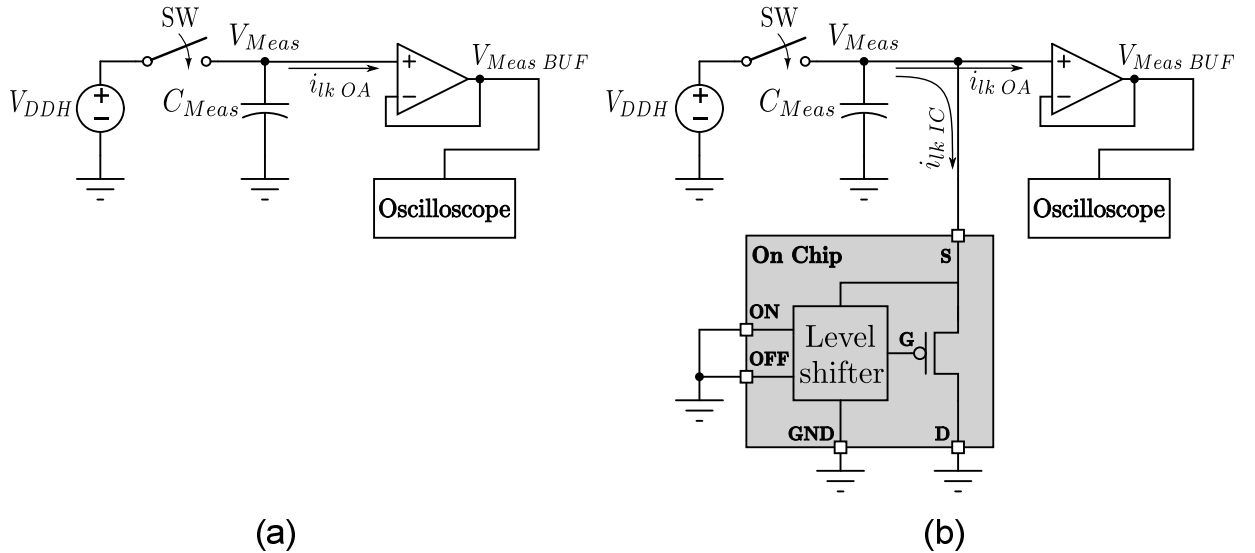 SW
V_Meas
V_Meas BUF
+
i_lk OA
V_DDH
+
−
C_Meas
−
Oscilloscope
(a)
SW
V_Meas
V_Meas BUF
+
i_lk OA
V_DDH
+
−
C_Meas
−
i_lk IC
Oscilloscope
On Chip
S
ON
Level
shifter
G
OFF
GND
D
(b)